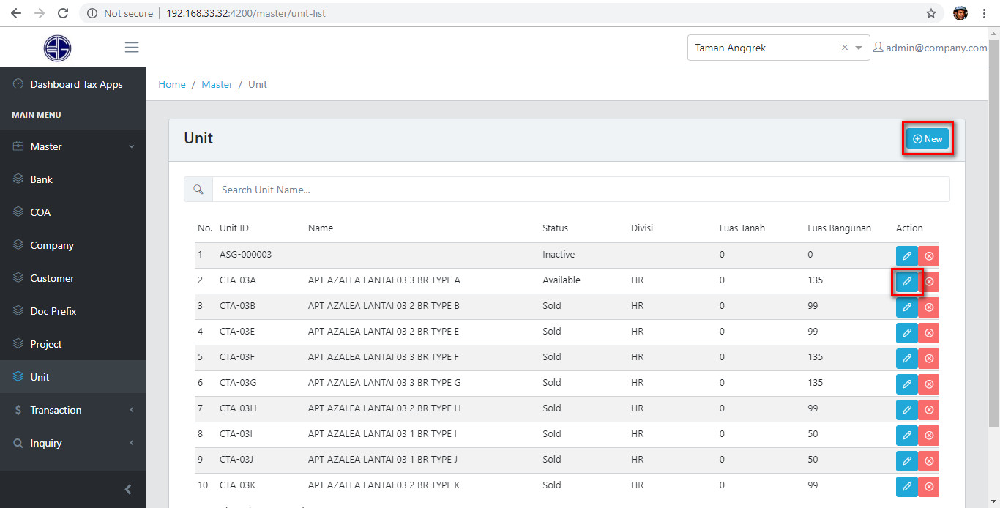 Not secure 192.168.33.32:4200/master/unit-list
Taman Anggrek
admin@company.com
Dashboard Tax Apps
MAIN MENU
Master
Bank
COA
Company
Customer
Doc Prefix
Project
Unit
Transaction
Inquiry
Home / Master / Unit
Unit
New
Search Unit Name...
No. Unit ID Name Status Divisi Luas Tanah Luas Bangunan Action
1 ASG-000003 Inactive 0 0
2 CTA-03A APT AZALEA LANTAI 03 3 BR TYPE A Available HR 0 135
3 CTA-03B APT AZALEA LANTAI 03 2 BR TYPE B Sold HR 0 99
4 CTA-03E APT AZALEA LANTAI 03 2 BR TYPE E Sold HR 0 99
5 CTA-03F APT AZALEA LANTAI 03 3 BR TYPE F Sold HR 0 135
6 CTA-03G APT AZALEA LANTAI 03 3 BR TYPE G Sold HR 0 135
7 CTA-03H APT AZALEA LANTAI 03 2 BR TYPE H Sold HR 0 99
8 CTA-03I APT AZALEA LANTAI 03 1 BR TYPE I Sold HR 0 50
9 CTA-03J APT AZALEA LANTAI 03 1 BR TYPE J Sold HR 0 50
10 CTA-03K APT AZALEA LANTAI 03 2 BR TYPE K Sold HR 0 99